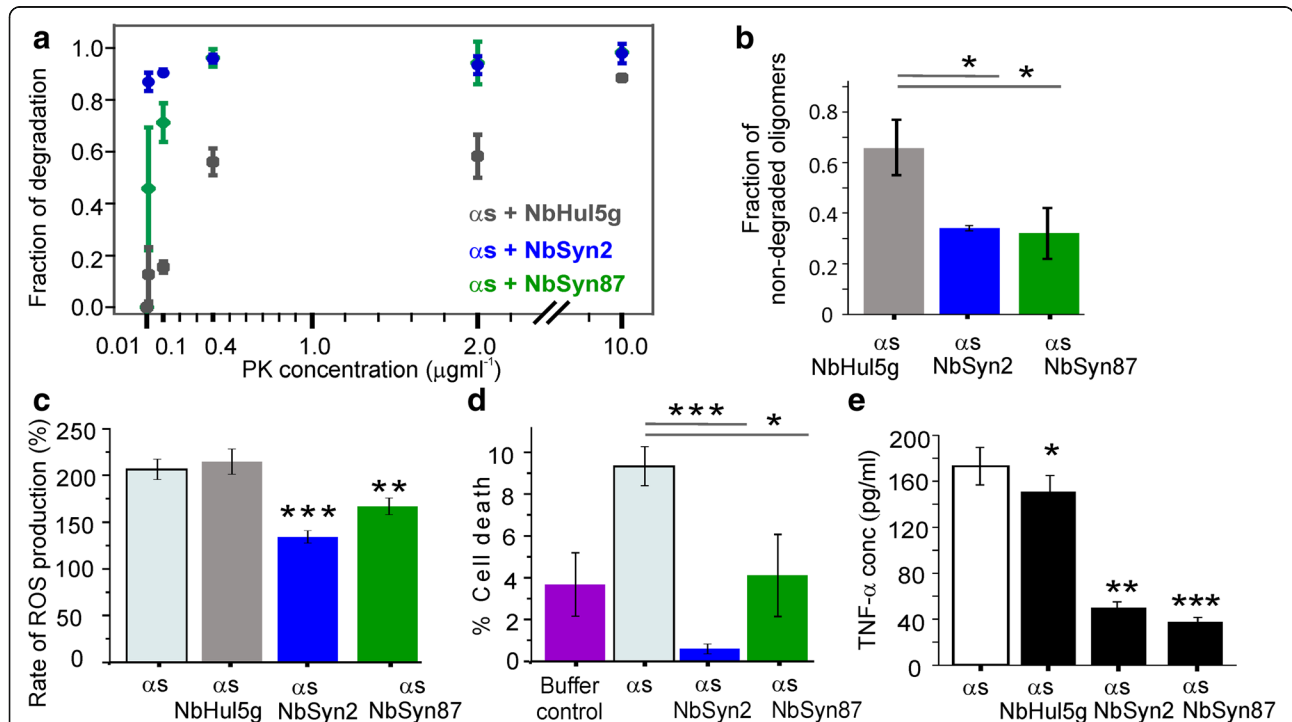 a
Fraction of degradation
1.0
0.8
0.6
0.4
0.2
0.0
αs + NbHul5g
αs + NbSyn2
αs + NbSyn87
0.01 0.1 0.4 1.0 2.0 10.0
PK concentration (μgml-1)
b
* *
Fraction of
non-degraded oligomers
0.8
0.6
0.4
0.2
0
αs αs αs
NbHul5g NbSyn2 NbSyn87
c
Rate of ROS production (%)
250
200
150
100
50
0
*** **
αs αs αs αs
NbHul5g NbSyn2 NbSyn87
d
*** *
% Cell death
10
8
6
4
2
0
Buffer αs αs αs
control NbSyn2 NbSyn87
e
TNF-α conc (pg/ml)
200
160
120
80
40
0
* ** ***
αs αs αs αs
NbHul5g NbSyn2 NbSyn87